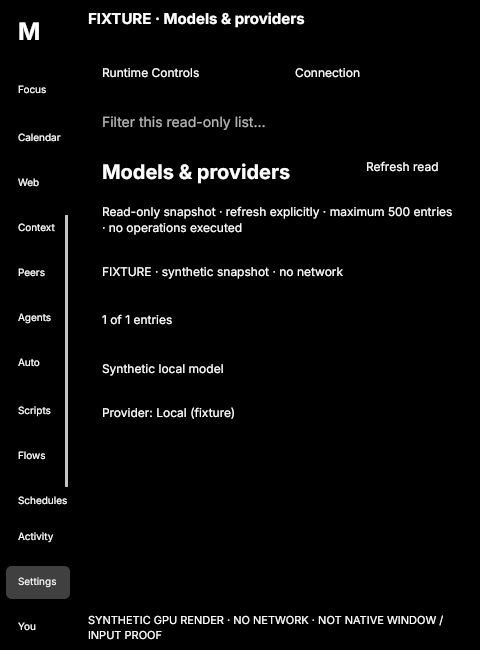 M
FIXTURE · Models & providers
Focus
Calendar
Web
Context
Peers
Agents
Auto
Scripts
Flows
Schedules
Activity
Settings
You
Runtime Controls
Connection
Filter this read-only list...
Models & providers
Refresh read
Read-only snapshot · refresh explicitly · maximum 500 entries
· no operations executed
FIXTURE · synthetic snapshot · no network
1 of 1 entries
Synthetic local model
Provider: Local (fixture)
SYNTHETIC GPU RENDER · NO NETWORK · NOT NATIVE WINDOW /
INPUT PROOF